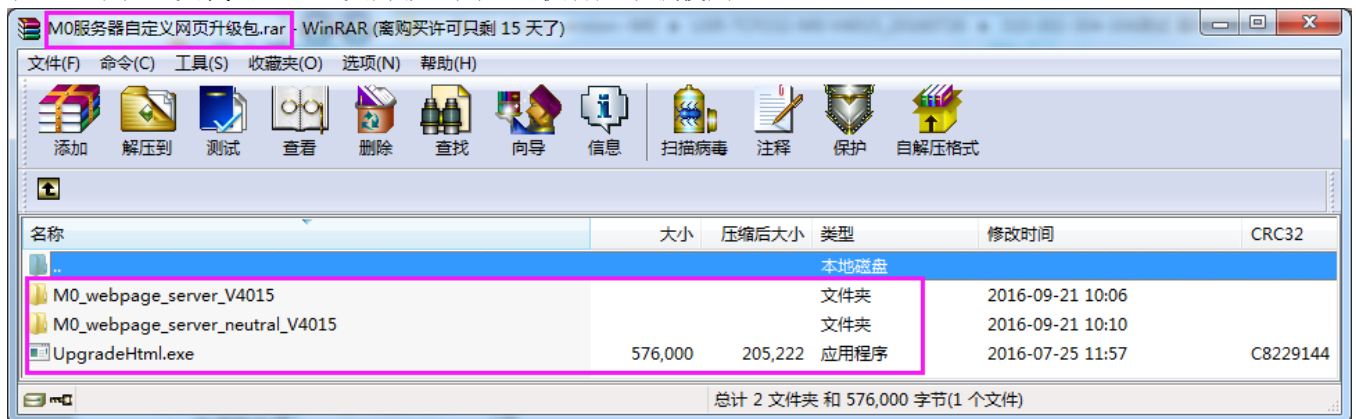 M0服务器自定义网页升级包.rar - WinRAR (离购买许可只剩 15 天了)
文件(F) 命令(C) 工具(S) 收藏夹(O) 选项(N) 帮助(H)
添加 解压到 测试 查看 删除 查找 向导 信息 扫描病毒 注释 保护 自解压格式
名称 大小 压缩后大小 类型 修改时间 CRC32
.. 本地磁盘
M0_webpage_server_V4015 文件夹 2016-09-21 10:06
M0_webpage_server_neutral_V4015 文件夹 2016-09-21 10:10
UpgradeHtml.exe 576,000 205,222 应用程序 2016-07-25 11:57 C8229144
总计 2 文件夹 和 576,000 字节(1 个文件)